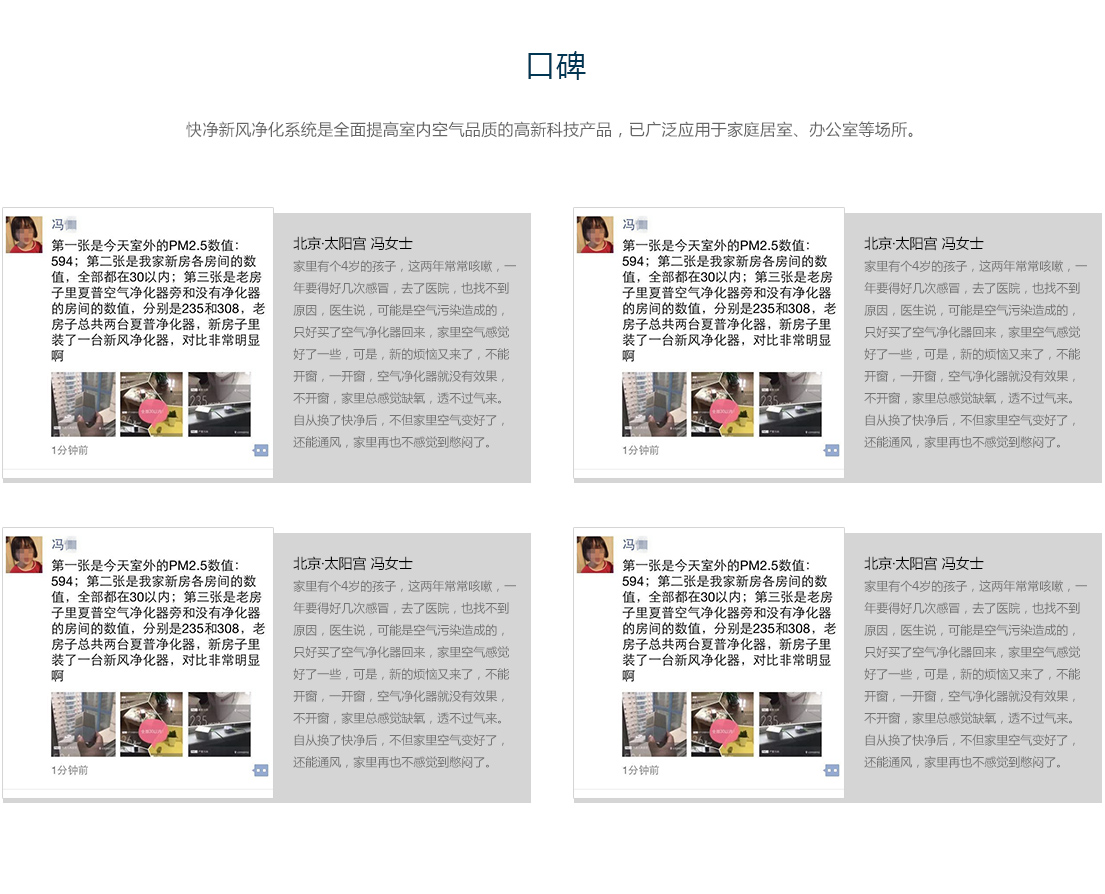 口碑
快净新风净化系统是全面提高室内空气品质的高新科技产品，已广泛应用于家庭居室、办公室等场所。
冯
第一张是今天室外的PM2.5数值：
594；第二张是我家新房各房间的数
值，全部都在30以内；第三张是老房
子里夏普空气净化器旁和没有净化器
的房间的数值，分别是235和308，老
房子总共两台夏普净化器，新房子里
装了一台新风净化器，对比非常明显
啊
1分钟前
北京·太阳宫 冯女士
家里有个4岁的孩子，这两年常常咳嗽，一
年要得好几次感冒，去了医院，也找不到
原因，医生说，可能是空气污染造成的，
只好买了空气净化器回来，家里空气感觉
好了一些，可是，新的烦恼又来了，不能
开窗，一开窗，空气净化器就没有效果，
不开窗，家里总感觉缺氧，透不过气来。
自从换了快净后，不但家里空气变好了，
还能通风，家里再也不感觉到憋闷了。
冯
第一张是今天室外的PM2.5数值：
594；第二张是我家新房各房间的数
值，全部都在30以内；第三张是老房
子里夏普空气净化器旁和没有净化器
的房间的数值，分别是235和308，老
房子总共两台夏普净化器，新房子里
装了一台新风净化器，对比非常明显
啊
1分钟前
北京·太阳宫 冯女士
家里有个4岁的孩子，这两年常常咳嗽，一
年要得好几次感冒，去了医院，也找不到
原因，医生说，可能是空气污染造成的，
只好买了空气净化器回来，家里空气感觉
好了一些，可是，新的烦恼又来了，不能
开窗，一开窗，空气净化器就没有效果，
不开窗，家里总感觉缺氧，透不过气来。
自从换了快净后，不但家里空气变好了，
还能通风，家里再也不感觉到憋闷了。
冯
第一张是今天室外的PM2.5数值：
594；第二张是我家新房各房间的数
值，全部都在30以内；第三张是老房
子里夏普空气净化器旁和没有净化器
的房间的数值，分别是235和308，老
房子总共两台夏普净化器，新房子里
装了一台新风净化器，对比非常明显
啊
1分钟前
北京·太阳宫 冯女士
家里有个4岁的孩子，这两年常常咳嗽，一
年要得好几次感冒，去了医院，也找不到
原因，医生说，可能是空气污染造成的，
只好买了空气净化器回来，家里空气感觉
好了一些，可是，新的烦恼又来了，不能
开窗，一开窗，空气净化器就没有效果，
不开窗，家里总感觉缺氧，透不过气来。
自从换了快净后，不但家里空气变好了，
还能通风，家里再也不感觉到憋闷了。
冯
第一张是今天室外的PM2.5数值：
594；第二张是我家新房各房间的数
值，全部都在30以内；第三张是老房
子里夏普空气净化器旁和没有净化器
的房间的数值，分别是235和308，老
房子总共两台夏普净化器，新房子里
装了一台新风净化器，对比非常明显
啊
1分钟前
北京·太阳宫 冯女士
家里有个4岁的孩子，这两年常常咳嗽，一
年要得好几次感冒，去了医院，也找不到
原因，医生说，可能是空气污染造成的，
只好买了空气净化器回来，家里空气感觉
好了一些，可是，新的烦恼又来了，不能
开窗，一开窗，空气净化器就没有效果，
不开窗，家里总感觉缺氧，透不过气来。
自从换了快净后，不但家里空气变好了，
还能通风，家里再也不感觉到憋闷了。